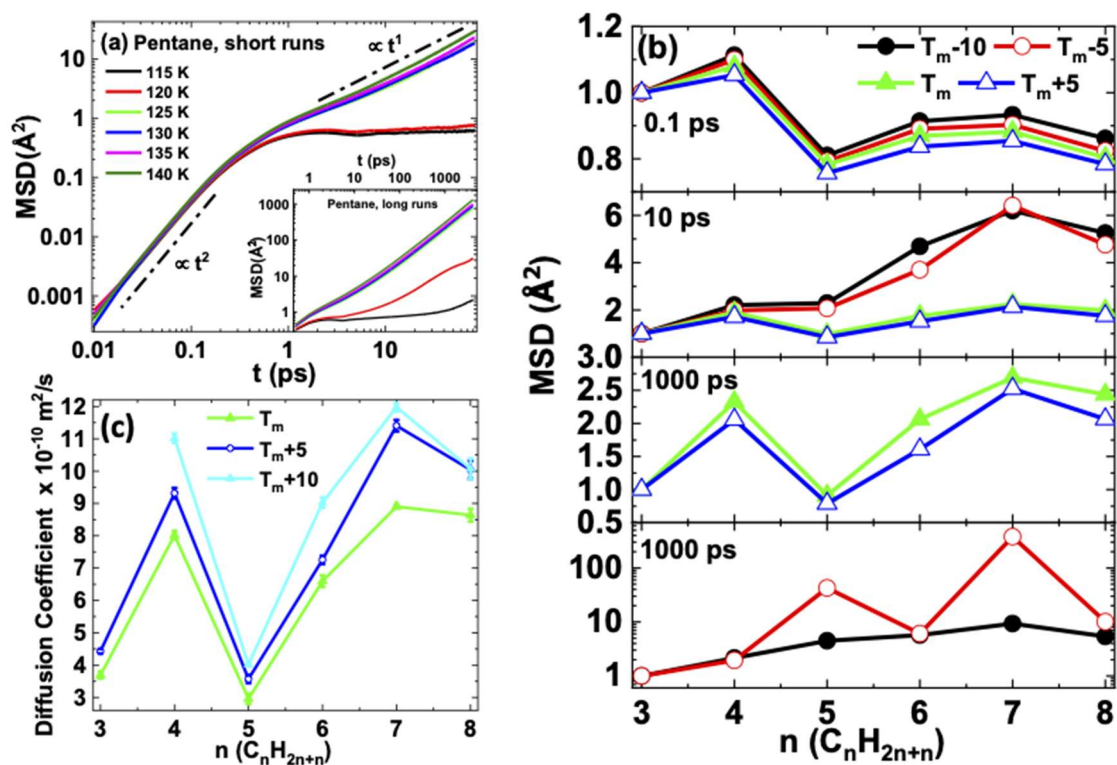 (a) Pentane, short runs
115 K
120 K
125 K
130 K
135 K
140 K
∝ t¹
∝ t²
MSD(Å²)
10
1
0.1
0.01
0.001
0.01 0.1 1 10
t (ps)
t (ps)
1 10 100 1000
Pentane, long runs
MSD(Å²)
1000
100
10
1
(b)
Tm-10 Tm-5
Tm Tm+5
1.2
1.0
0.8
0.1 ps
10 ps
6
4
2
3.0
1000 ps
2.5
2.0
1.5
1.0
0.5
1000 ps
100
10
1
MSD (Å²)
3 4 5 6 7 8
n (CnH2n+n)
(c)
Tm
Tm+5
Tm+10
Diffusion Coefficient x 10⁻¹⁰ m²/s
12
11
10
9
8
7
6
5
4
3
3 4 5 6 7 8
n (CnH2n+n)